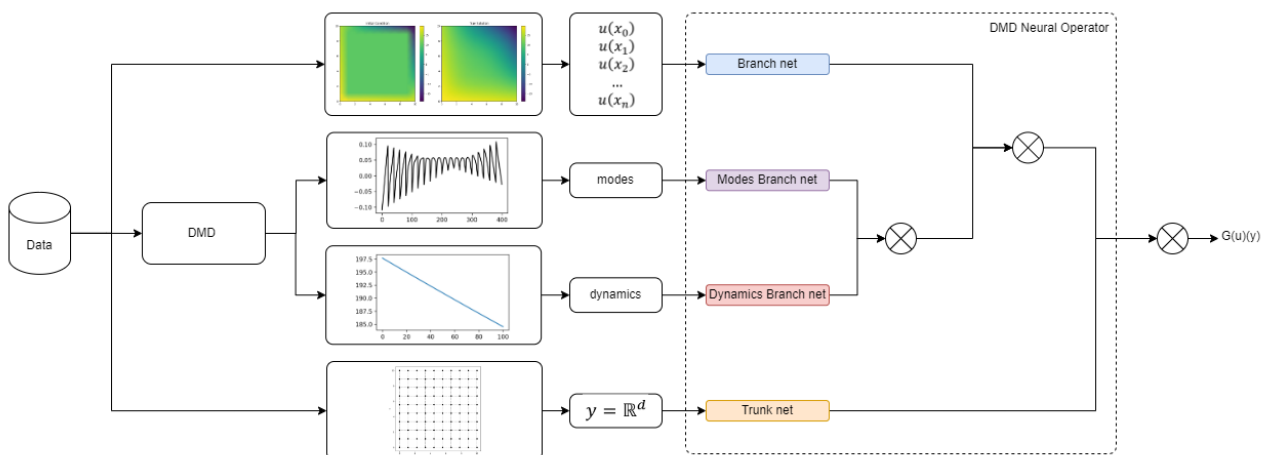 DMD Neural Operator
u(x₀)
u(x₁)
u(x₂)
...
u(xₙ)
Branch net
0.10
0.05
0.00
−0.05
−0.10
0 100 200 300 400
modes
Modes Branch net
Data
DMD
G(u)(y)
197.5
195.0
192.5
190.0
187.5
185.0
0 20 40 60 80 100
dynamics
Dynamics Branch net
y = ℝᵈ
Trunk net